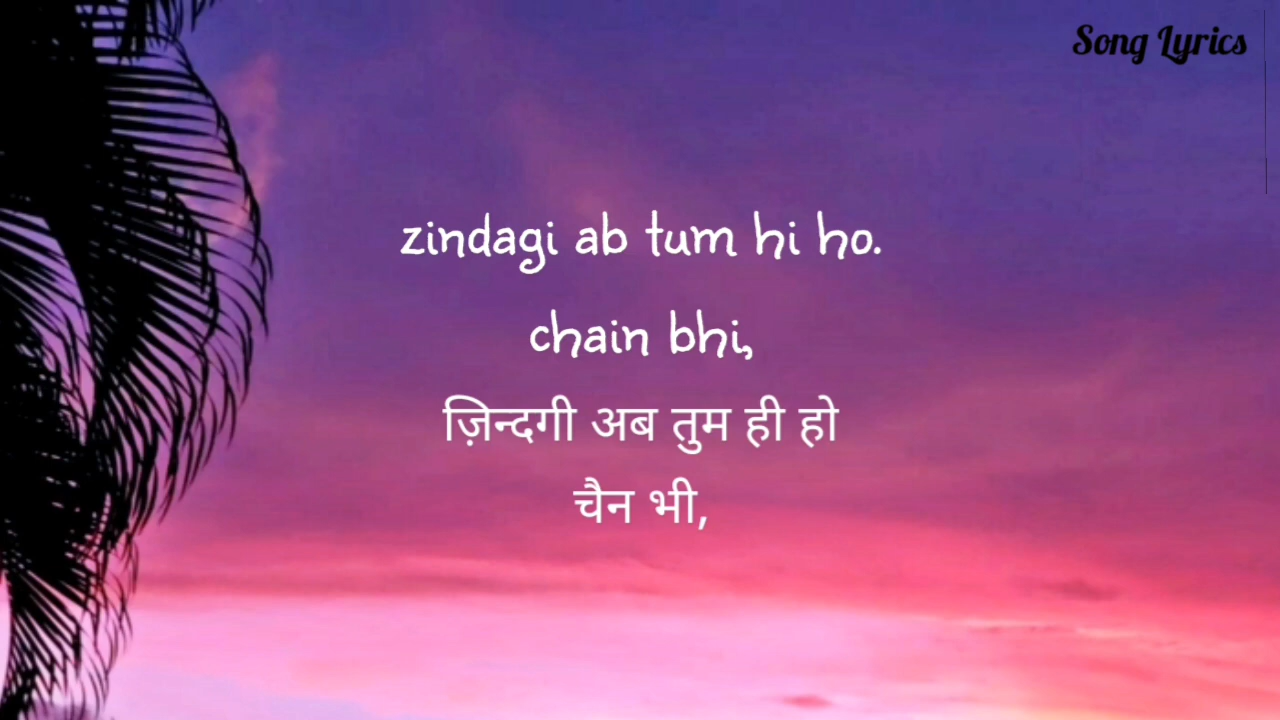 Song Lyrics
zindagi ab tum hi ho.
chain bhi,
ज़िन्दगी अब तुम ही हो
चैन भी,